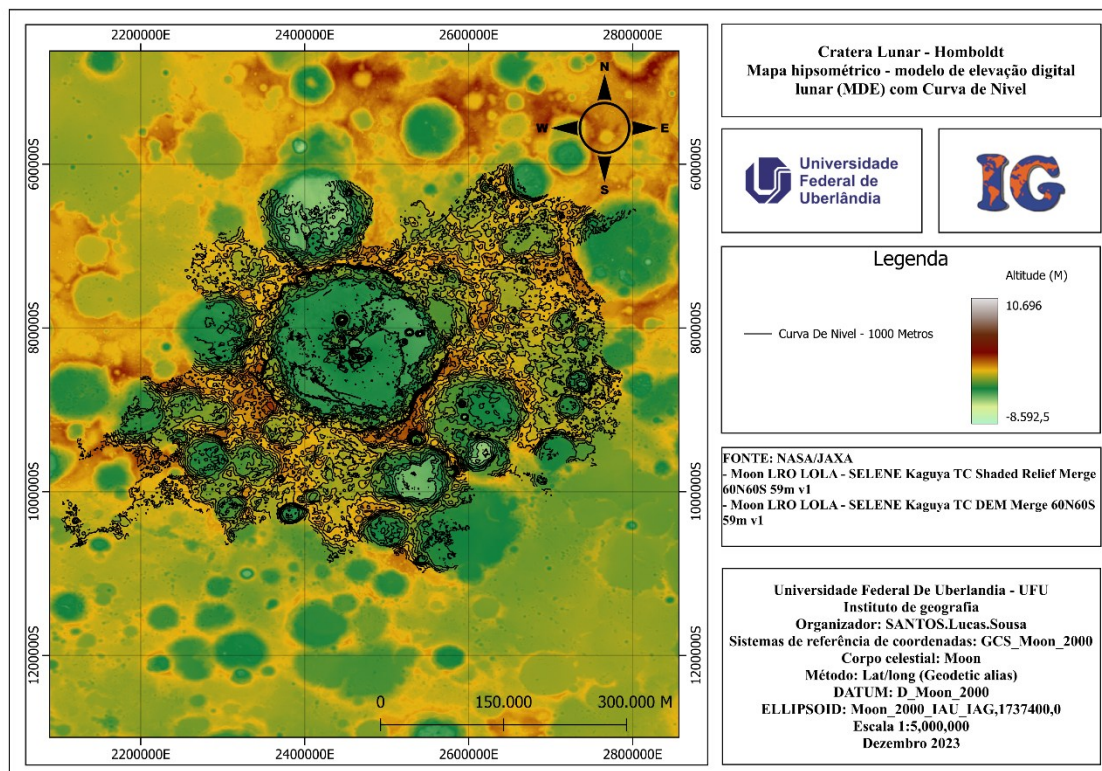 2200000E 2400000E 2600000E 2800000E
600000S 600000S
800000S 800000S
1000000S 1000000S
1200000S 1200000S
N
W E
S
0 150.000 300.000 M
2200000E 2400000E 2600000E 2800000E
Cratera Lunar - Homboldt
Mapa hipsométrico - modelo de elevação digital
lunar (MDE) com Curva de Nivel
Universidade
Federal de
Uberlândia
IG
Legenda
Altitude (M)
10.696
Curva De Nivel - 1000 Metros
-8.592,5
FONTE: NASA/JAXA
- Moon LRO LOLA - SELENE Kaguya TC Shaded Relief Merge
60N60S 59m v1
- Moon LRO LOLA - SELENE Kaguya TC DEM Merge 60N60S
59m v1
Universidade Federal De Uberlandia - UFU
Instituto de geografia
Organizador: SANTOS.Lucas.Sousa
Sistemas de referência de coordenadas: GCS_Moon_2000
Corpo celestial: Moon
Método: Lat/long (Geodetic alias)
DATUM: D_Moon_2000
ELLIPSOID: Moon_2000_IAU_IAG,1737400,0
Escala 1:5,000,000
Dezembro 2023